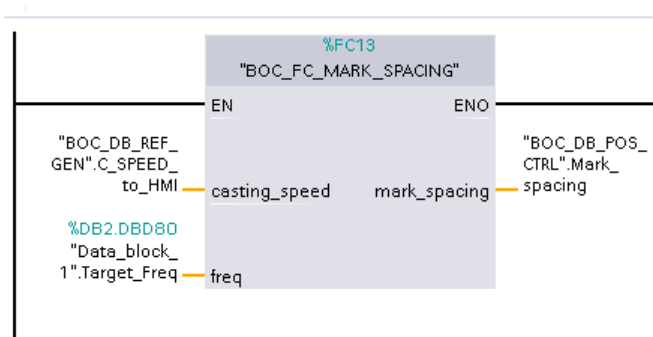 %FC13
"BOC_FC_MARK_SPACING"
EN
ENO
"BOC_DB_REF_
GEN".C_SPEED_
to_HMI
casting_speed
mark_spacing
"BOC_DB_POS_
CTRL".Mark_
spacing
%DB2.DBD80
"Data_block_
1".Target_Freq
freq